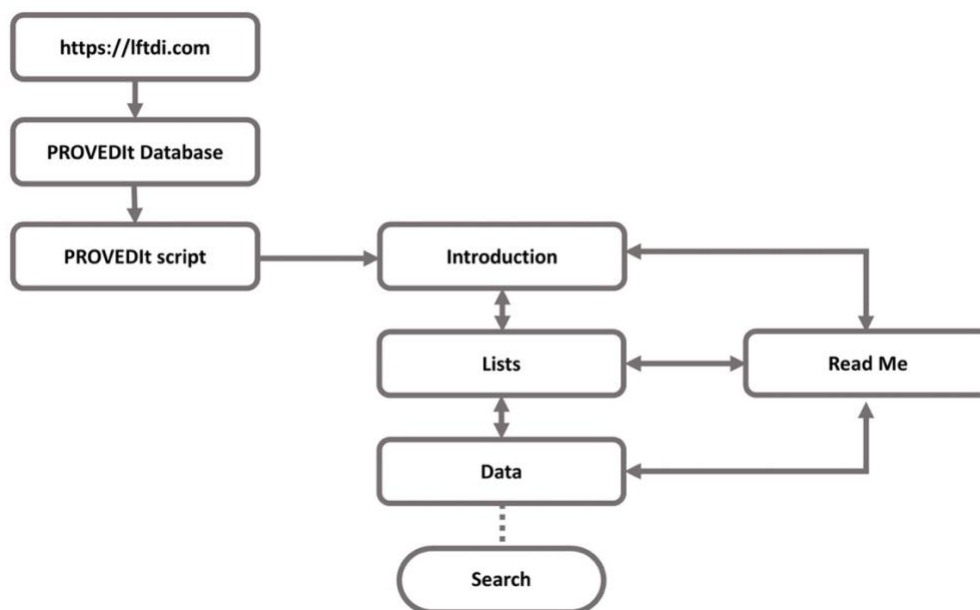 https://lftdi.com
PROVEDIt Database
PROVEDIt script
Introduction
Lists
Read Me
Data
Search